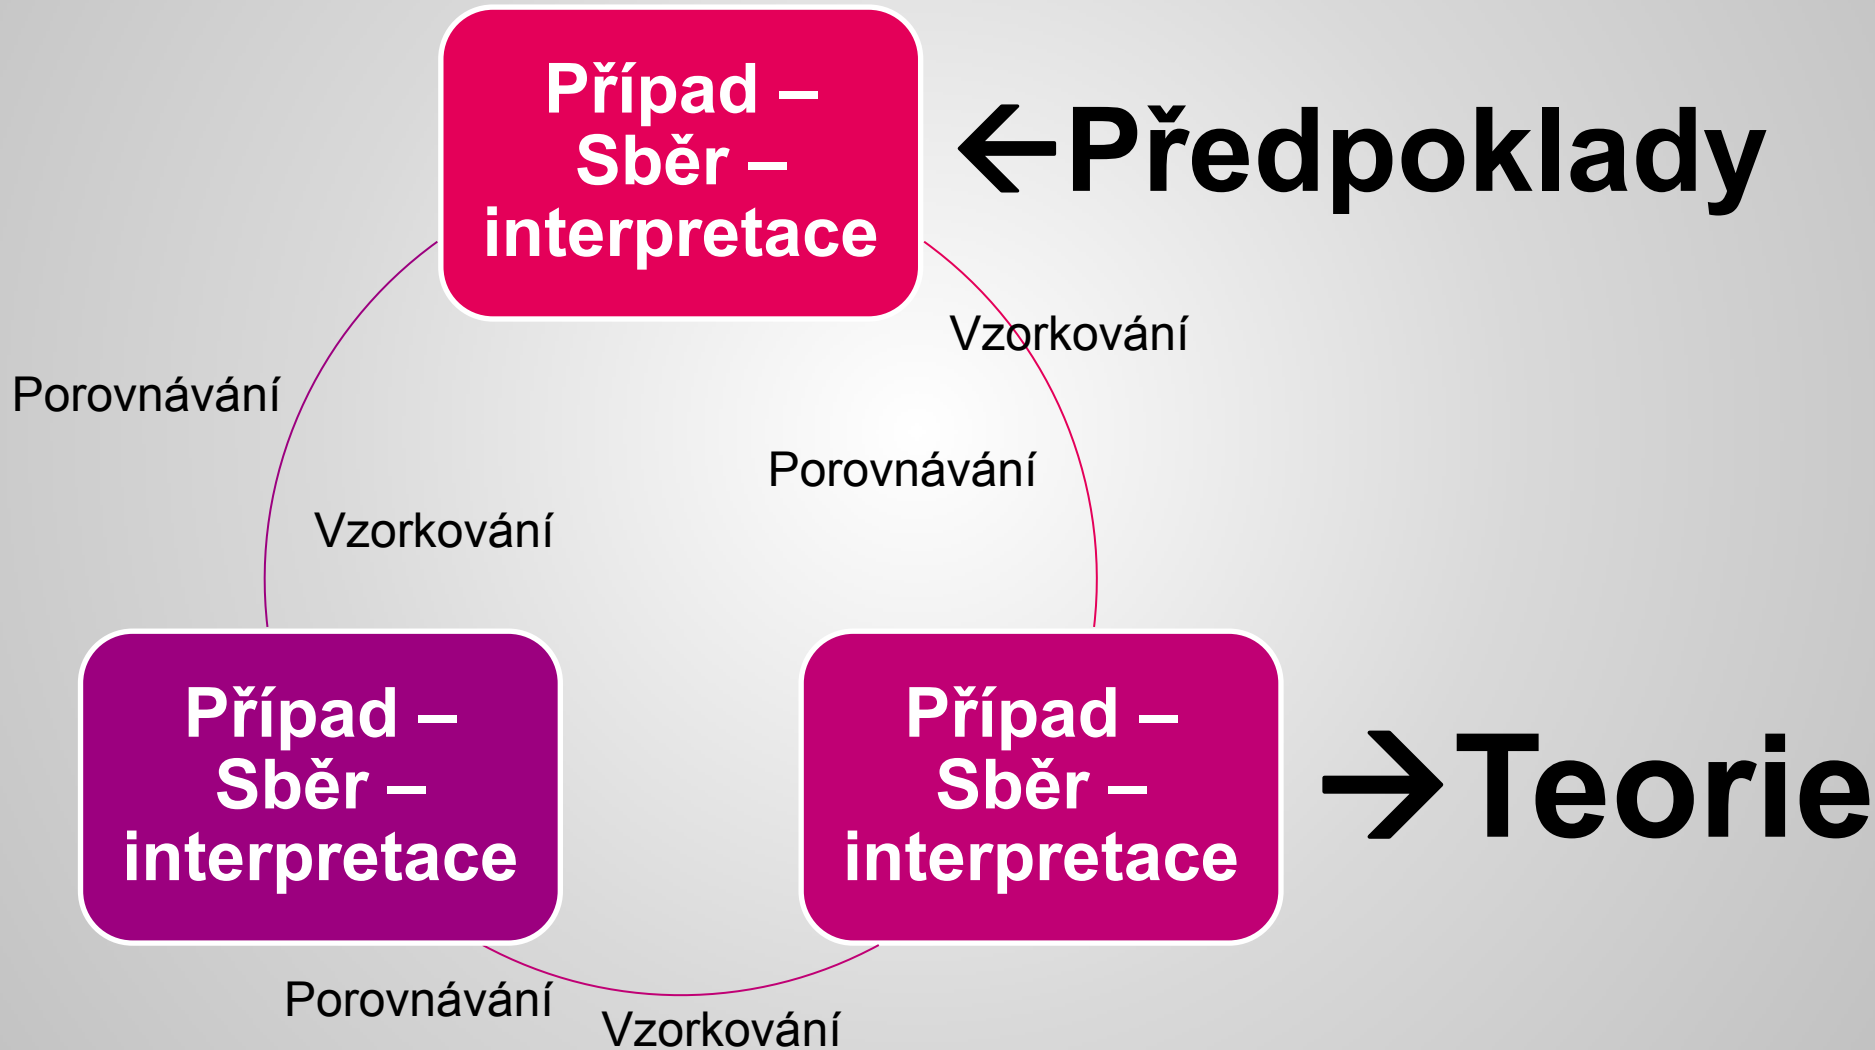 Případ –
Sběr –
interpretace
←Předpoklady
Vzorkování
Porovnávání
Porovnávání
Vzorkování
Případ –
Sběr –
interpretace
Případ –
Sběr –
interpretace
→Teorie
Porovnávání
Vzorkování